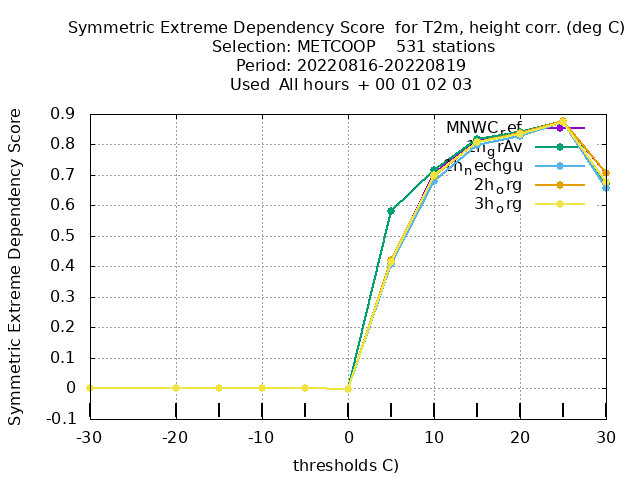 Symmetric Extreme Dependency Score  for T2m, height corr. (deg C)
Selection: METCOOP    531 stations
Period: 20220816-20220819
Used  All hours  + 00 01 02 03
Symmetric Extreme Dependency Score
0.9
0.8
0.7
0.6
0.5
0.4
0.3
0.2
0.1
0
-0.1
MNWC_ref
2h_org
3h_org
-30
-20
-10
0
10
20
30
thresholds C)